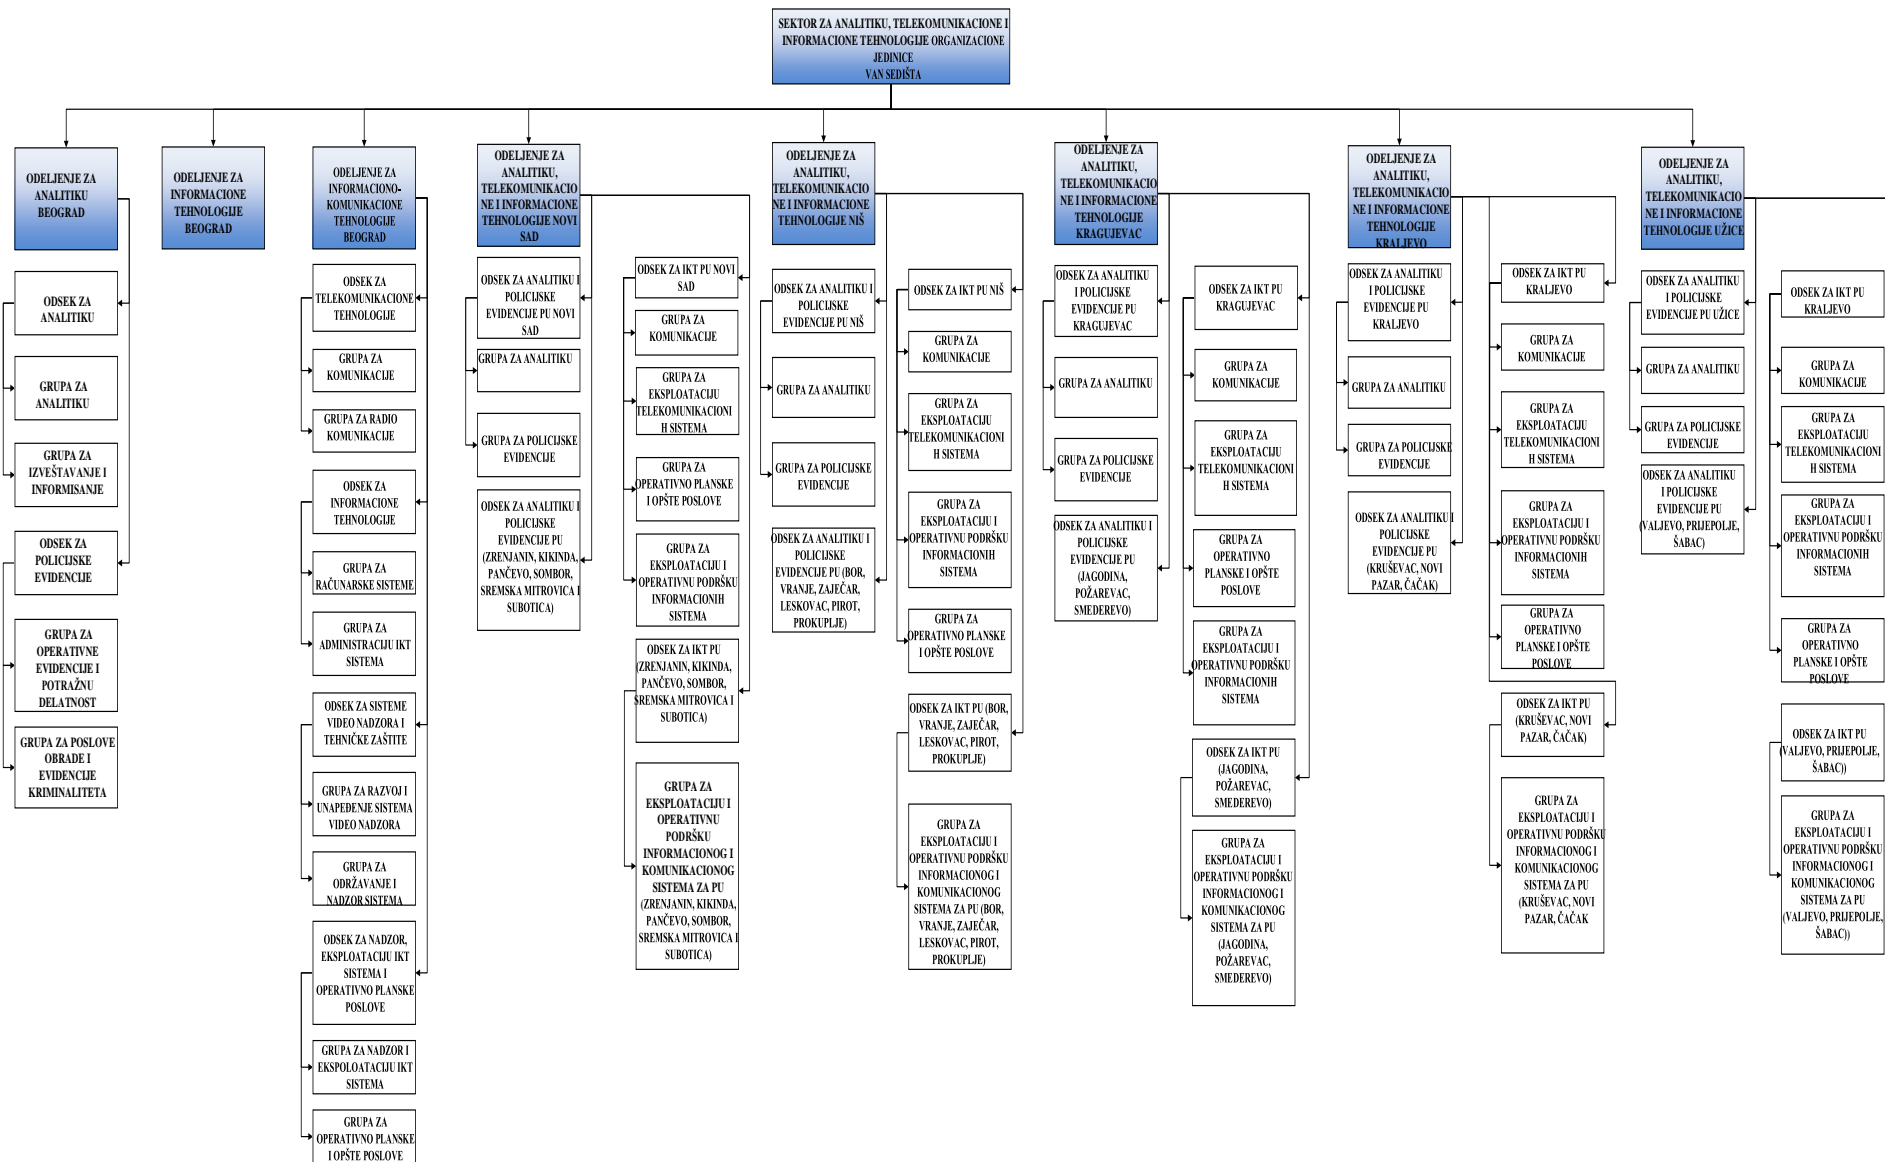 SEKTOR ZA ANALITIKU, TELEKOMUNIKACIONE I
INFORMACIONE TEHNOLOGIJE ORGANIZACIONE
JEDINICE
VAN SEDIŠTA
ODELJENJE ZA
ANALITIKU
BEOGRAD
ODSEK ZA
ANALITIKU
GRUPA ZA
ANALITIKU
GRUPA ZA
IZVEŠTAVANJE I
INFORMISANJE
ODSEK ZA
POLICIJSKE
EVIDENCIJE
GRUPA ZA
OPERATIVNE
EVIDENCIJE I
POTRAŽNU
DELATNOST
GRUPA ZA POSLOVE
OBRADE I
EVIDENCIJE
KRIMINALITETA
ODELJENJE ZA
INFORMACIONE
TEHNOLOGIJE
BEOGRAD
ODELJENJE ZA
INFORMACIONO-
KOMUNIKACIONE
TEHNOLOGIJE
BEOGRAD
ODSEK ZA
TELEKOMUNIKACIONE
TEHNOLOGIJE
GRUPA ZA
KOMUNIKACIJE
GRUPA ZA RADIO
KOMUNIKACIJE
ODSEK ZA
INFORMACIONE
TEHNOLOGIJE
GRUPA ZA
RAČUNARSKE SISTEME
GRUPA ZA
ADMINISTRACIJU IKT
SISTEMA
ODSEK ZA SISTEME
VIDEO NADZORA I
TEHNIČKE ZAŠTITE
GRUPA ZA RAZVOJ I
UNAPEĐENJE SISTEMA
VIDEO NADZORA
GRUPA ZA
ODRŽAVANJE I
NADZOR SISTEMA
ODSEK ZA NADZOR,
EKSPLOATACIJU IKT
SISTEMA I
OPERATIVNO PLANSKE
POSLOVE
GRUPA ZA NADZOR I
EKSPOLOATACIJU IKT
SISTEMA
GRUPA ZA
OPERATIVNO PLANSKE
I OPŠTE POSLOVE
ODELJENJE ZA
ANALITIKU,
TELEKOMUNIKACIO
NE I INFORMACIONE
TEHNOLOGIJE NOVI
SAD
ODSEK ZA ANALITIKU I
POLICIJSKE
EVIDENCIJE PU NOVI
SAD
GRUPA ZA ANALITIKU
GRUPA ZA POLICIJSKE
EVIDENCIJE
ODSEK ZA ANALITIKU I
POLICIJSKE
EVIDENCIJE PU
(ZRENJANIN, KIKINDA,
PANČEVO, SOMBOR,
SREMSKA MITROVICA I
SUBOTICA)
ODSEK ZA IKT PU NOVI
SAD
GRUPA ZA
KOMUNIKACIJE
GRUPA ZA
EKSPLOATACIJU
TELEKOMUNIKACIONI
H SISTEMA
GRUPA ZA
OPERATIVNO PLANSKE
I OPŠTE POSLOVE
GRUPA ZA
EKSPLOATACIJU I
OPERATIVNU PODRŠKU
INFORMACIONIH
SISTEMA
ODSEK ZA IKT PU
(ZRENJANIN, KIKINDA,
PANČEVO, SOMBOR,
SREMSKA MITROVICA I
SUBOTICA)
GRUPA ZA
EKSPLOATACIJU I
OPERATIVNU
PODRŠKU
INFORMACIONOG I
KOMUNIKACIONOG
SISTEMA ZA PU
(ZRENJANIN, KIKINDA,
PANČEVO, SOMBOR,
SREMSKA MITROVICA I
SUBOTICA)
ODELJENJE ZA
ANALITIKU,
TELEKOMUNIKACIO
NE I INFORMACIONE
TEHNOLOGIJE NIŠ
ODSEK ZA ANALITIKU I
POLICIJSKE
EVIDENCIJE PU NIŠ
GRUPA ZA ANALITIKU
GRUPA ZA POLICIJSKE
EVIDENCIJE
ODSEK ZA ANALITIKU I
POLICIJSKE
EVIDENCIJE PU (BOR,
VRANJE, ZAJEČAR,
LESKOVAC, PIROT,
PROKUPLJE)
ODSEK ZA IKT PU NIŠ
GRUPA ZA
KOMUNIKACIJE
GRUPA ZA
EKSPLOATACIJU
TELEKOMUNIKACIONI
H SISTEMA
GRUPA ZA
EKSPLOATACIJU I
OPERATIVNU PODRŠKU
INFORMACIONIH
SISTEMA
GRUPA ZA
OPERATIVNO PLANSKE
I OPŠTE POSLOVE
ODSEK ZA IKT PU (BOR,
VRANJE, ZAJEČAR,
LESKOVAC, PIROT,
PROKUPLJE)
GRUPA ZA
EKSPLOATACIJU I
OPERATIVNU PODRŠKU
INFORMACIONOG I
KOMUNIKACIONOG
SISTEMA ZA PU (BOR,
VRANJE, ZAJEČAR,
LESKOVAC, PIROT,
PROKUPLJE)
ODELJENJE ZA
ANALITIKU,
TELEKOMUNIKACIO
NE I INFORMACIONE
TEHNOLOGIJE
KRAGUJEVAC
ODSEK ZA ANALITIKU
I POLICIJSKE
EVIDENCIJE PU
KRAGUJEVAC
GRUPA ZA ANALITIKU
GRUPA ZA POLICIJSKE
EVIDENCIJE
ODSEK ZA ANALITIKU I
POLICIJSKE
EVIDENCIJE PU
(JAGODINA,
POŽAREVAC,
SMEDEREVO)
ODSEK ZA IKT PU
KRAGUJEVAC
GRUPA ZA
KOMUNIKACIJE
GRUPA ZA
EKSPLOATACIJU
TELEKOMUNIKACIONI
H SISTEMA
GRUPA ZA
OPERATIVNO
PLANSKE I OPŠTE
POSLOVE
GRUPA ZA
EKSPLOATACIJU I
OPERATIVNU PODRŠKU
INFORMACIONIH
SISTEMA
ODSEK ZA IKT PU
(JAGODINA,
POŽAREVAC,
SMEDEREVO)
GRUPA ZA
EKSPLOATACIJU I
OPERATIVNU PODRŠKU
INFORMACIONOG I
KOMUNIKACIONOG
SISTEMA ZA PU
(JAGODINA,
POŽAREVAC,
SMEDEREVO)
ODELJENJE ZA
ANALITIKU,
TELEKOMUNIKACIO
NE I INFORMACIONE
TEHNOLOGIJE
KRALJEVO
ODSEK ZA ANALITIKU
I POLICIJSKE
EVIDENCIJE PU
KRALJEVO
GRUPA ZA ANALITIKU
GRUPA ZA POLICIJSKE
EVIDENCIJE
ODSEK ZA ANALITIKU I
POLICIJSKE
EVIDENCIJE PU
(KRUŠEVAC, NOVI
PAZAR, ČAČAK)
ODSEK ZA IKT PU
KRALJEVO
GRUPA ZA
KOMUNIKACIJE
GRUPA ZA
EKSPLOATACIJU
TELEKOMUNIKACIONI
H SISTEMA
GRUPA ZA
EKSPLOATACIJU I
OPERATIVNU PODRŠKU
INFORMACIONIH
SISTEMA
GRUPA ZA
OPERATIVNO
PLANSKE I OPŠTE
POSLOVE
ODSEK ZA IKT PU
(KRUŠEVAC, NOVI
PAZAR, ČAČAK)
GRUPA ZA
EKSPLOATACIJU I
OPERATIVNU PODRŠKU
INFORMACIONOG I
KOMUNIKACIONOG
SISTEMA ZA PU
(KRUŠEVAC, NOVI
PAZAR, ČAČAK
ODELJENJE ZA
ANALITIKU,
TELEKOMUNIKACIO
NE I INFORMACIONE
TEHNOLOGIJE UŽICE
ODSEK ZA ANALITIKU
I POLICIJSKE
EVIDENCIJE PU UŽICE
GRUPA ZA ANALITIKU
GRUPA ZA POLICIJSKE
EVIDENCIJE
ODSEK ZA ANALITIKU
I POLICIJSKE
EVIDENCIJE PU
(VALJEVO, PRIJEPOLJE,
ŠABAC)
ODSEK ZA IKT PU
KRALJEVO
GRUPA ZA
KOMUNIKACIJE
GRUPA ZA
EKSPLOATACIJU
TELEKOMUNIKACIONI
H SISTEMA
GRUPA ZA
EKSPLOATACIJU I
OPERATIVNU PODRŠKU
INFORMACIONIH
SISTEMA
GRUPA ZA
OPERATIVNO
PLANSKE I OPŠTE
POSLOVE
ODSEK ZA IKT PU
(VALJEVO, PRIJEPOLJE,
ŠABAC))
GRUPA ZA
EKSPLOATACIJU I
OPERATIVNU PODRŠKU
INFORMACIONOG I
KOMUNIKACIONOG
SISTEMA ZA PU
(VALJEVO, PRIJEPOLJE,
ŠABAC))